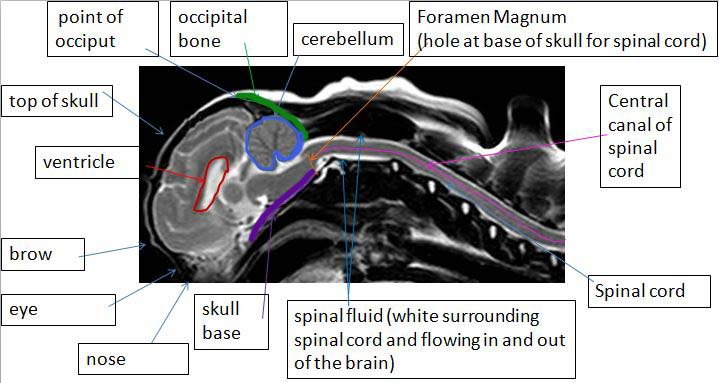 point of
occiput
occipital
bone
cerebellum
Foramen Magnum
(hole at base of skull for spinal cord)
top of skull
Central
canal of
spinal
cord
ventricle
brow
Spinal cord
eye
skull
base
spinal fluid (white surrounding
spinal cord and flowing in and out
of the brain)
nose